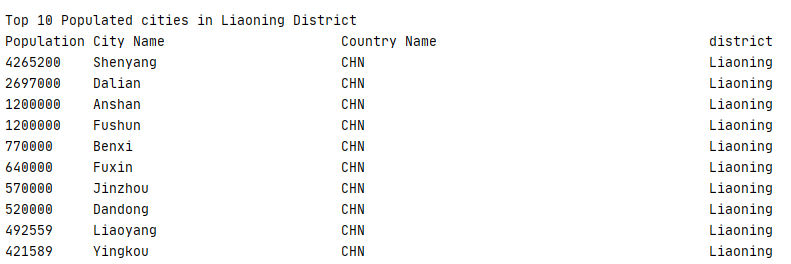 Top 10 Populated cities in Liaoning District
Population City Name Country Name district
4265200 Shenyang CHN Liaoning
2697000 Dalian CHN Liaoning
1200000 Anshan CHN Liaoning
1200000 Fushun CHN Liaoning
770000 Benxi CHN Liaoning
640000 Fuxin CHN Liaoning
570000 Jinzhou CHN Liaoning
520000 Dandong CHN Liaoning
492559 Liaoyang CHN Liaoning
421589 Yingkou CHN Liaoning